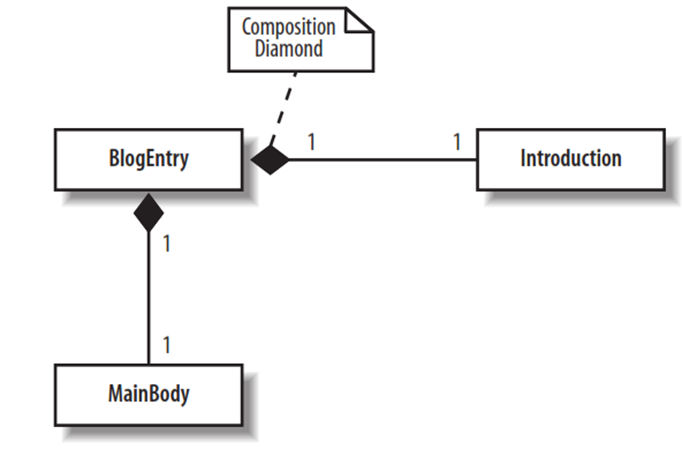 Composition
Diamond
BlogEntry
1
1
Introduction
1
1
MainBody